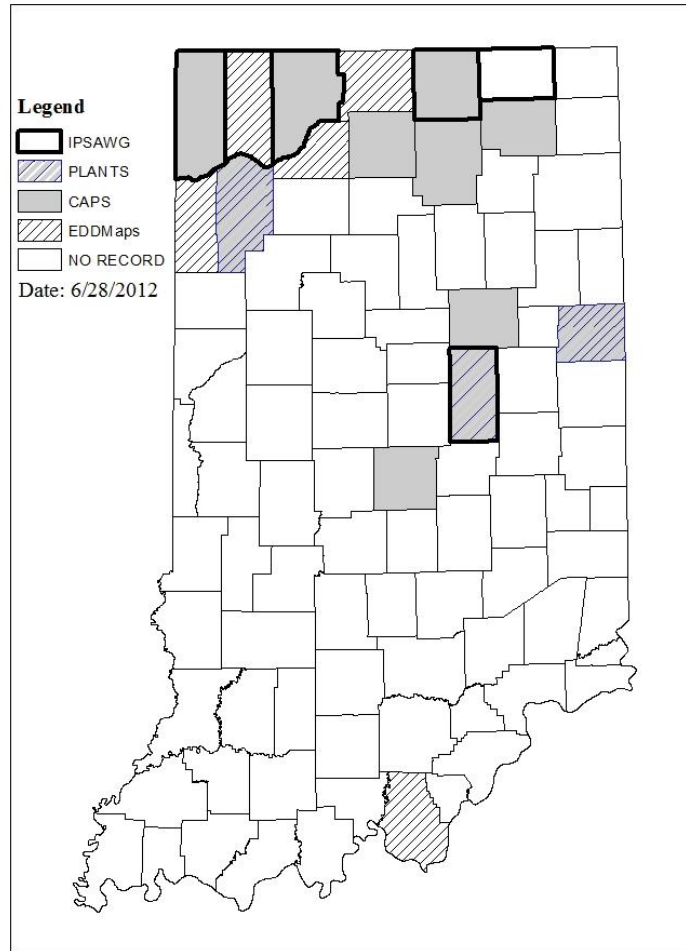 Legend
IPSAWG
PLANTS
CAPS
EDDMaps
NO RECORD
Date: 6/28/2012